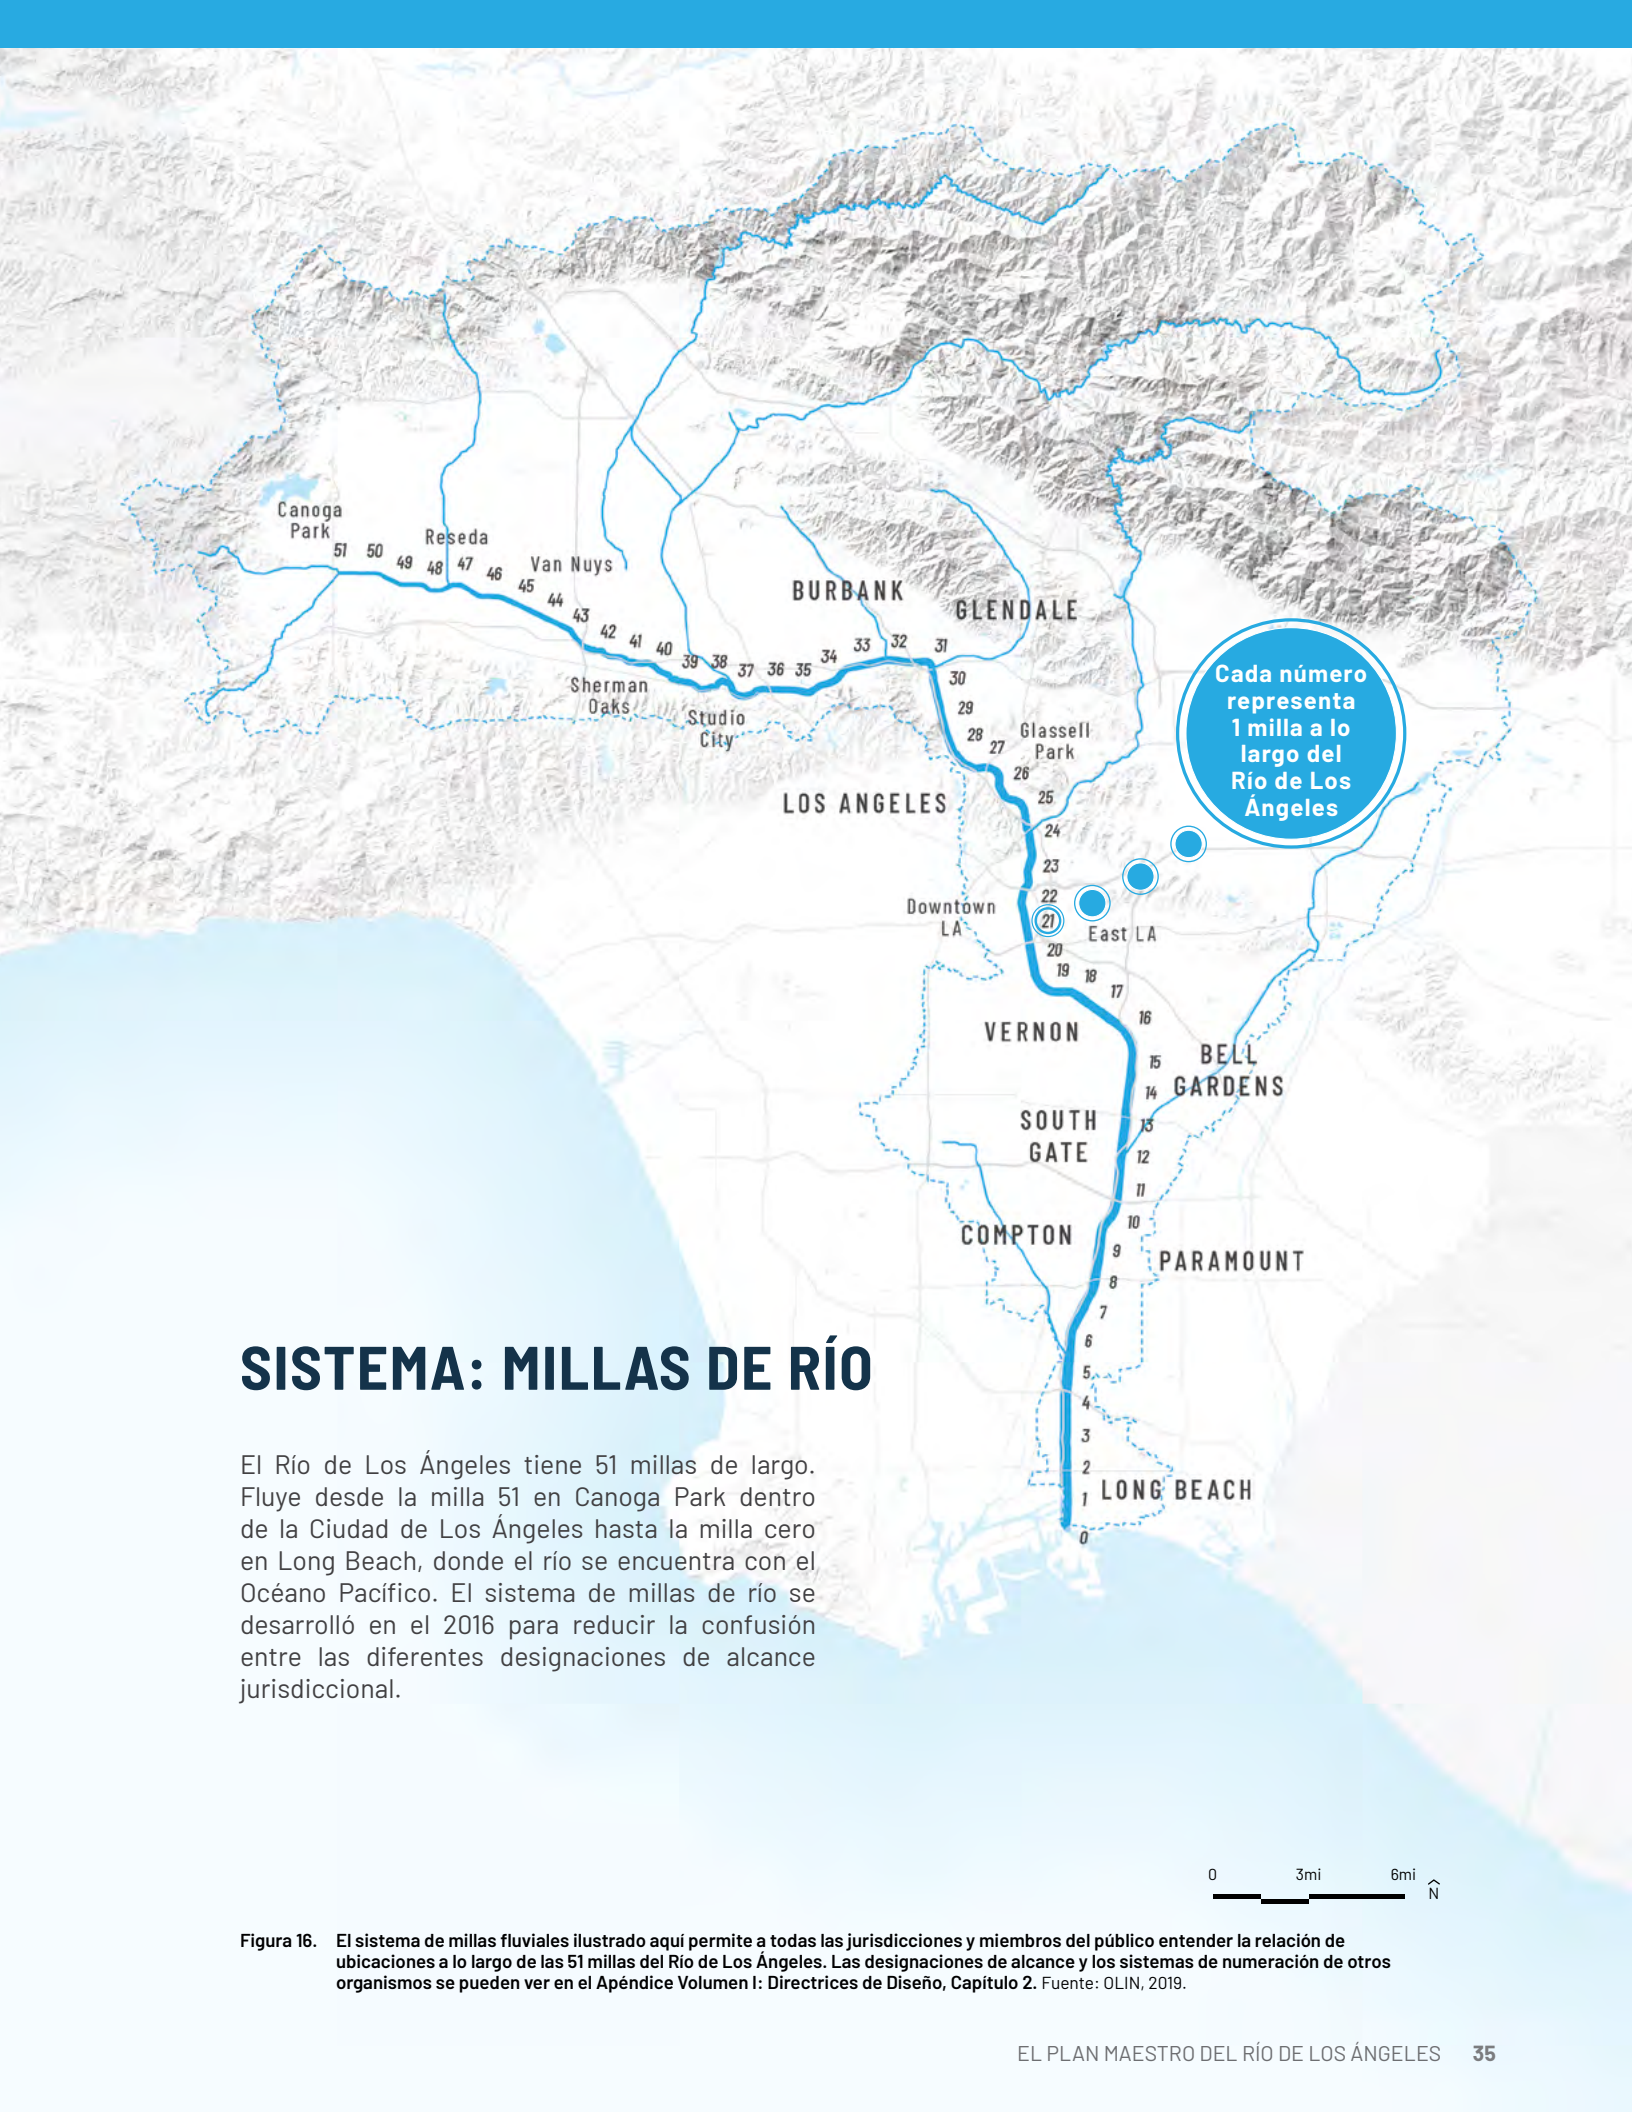 Canoga
Park
51 50 49 48 47 46 45 44 43 42 41 40 39 38 37 36 35 34 33 32 31
Reseda
Van Nuys
Sherman
Oaks
Studio
City
BURBANK
GLENDALE
30
29
28
27
Glassell
Park
26
25
24
23
22
21
20
19 18
17
16
15
14
13
12
11
10
9
8
7
6
5
4
3
2
1
0
Cada número
representa
1 milla a lo
largo del
Río de Los
Ángeles
LOS ANGELES
Downtown
LA
East LA
VERNON
BELL
GARDENS
SOUTH
GATE
COMPTON
PARAMOUNT
LONG BEACH
SISTEMA: MILLAS DE RÍO
El Río de Los Ángeles tiene 51 millas de largo.
Fluye desde la milla 51 en Canoga Park dentro
de la Ciudad de Los Ángeles hasta la milla cero
en Long Beach, donde el río se encuentra con el
Océano Pacífico. El sistema de millas de río se
desarrolló en el 2016 para reducir la confusión
entre las diferentes designaciones de alcance
jurisdiccional.
0 3mi 6mi
N
Figura 16. El sistema de millas fluviales ilustrado aquí permite a todas las jurisdicciones y miembros del público entender la relación de
ubicaciones a lo largo de las 51 millas del Río de Los Ángeles. Las designaciones de alcance y los sistemas de numeración de otros
organismos se pueden ver en el Apéndice Volumen I: Directrices de Diseño, Capítulo 2. Fuente: OLIN, 2019.
EL PLAN MAESTRO DEL RÍO DE LOS ÁNGELES 35